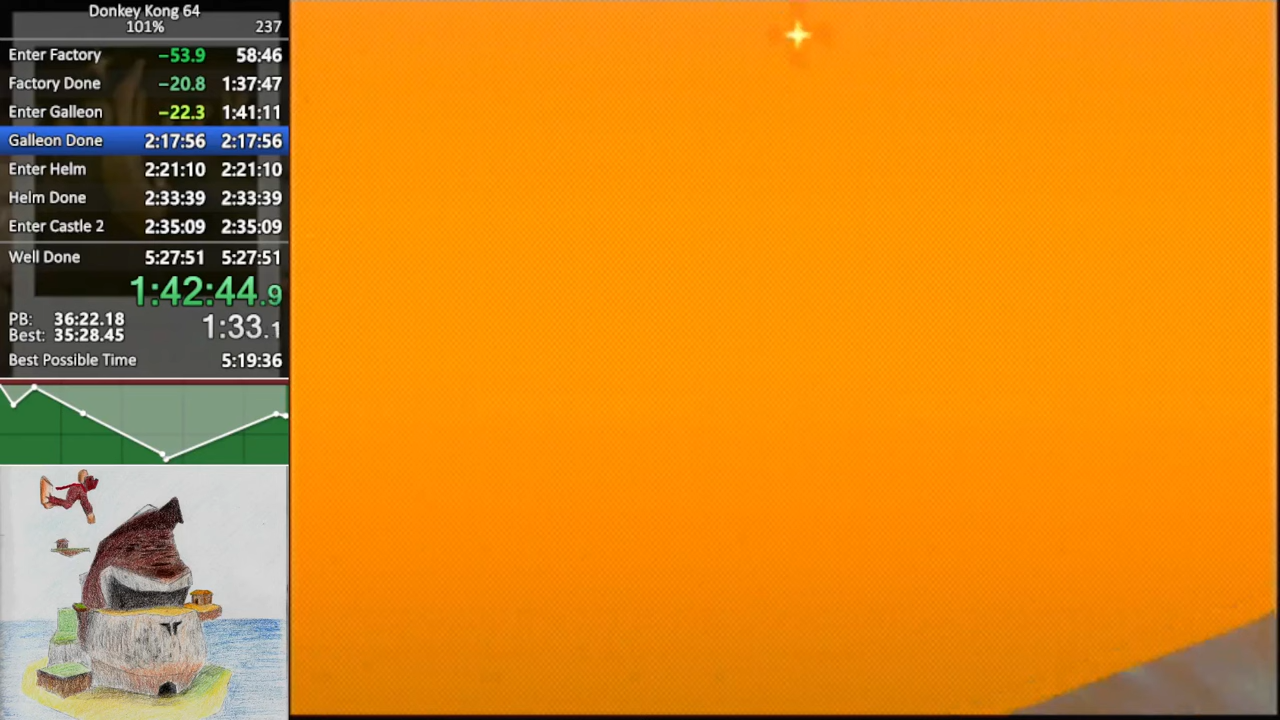 Donkey Kong 64
101% 237
Enter Factory −53.9 58:46
Factory Done −20.8 1:37:47
Enter Galleon −22.3 1:41:11
Galleon Done 2:17:56 2:17:56
Enter Helm 2:21:10 2:21:10
Helm Done 2:33:39 2:33:39
Enter Castle 2 2:35:09 2:35:09
Well Done 5:27:51 5:27:51
1:42:44.9
PB: 36:22.18 1:33.1
Best: 35:28.45
Best Possible Time 5:19:36